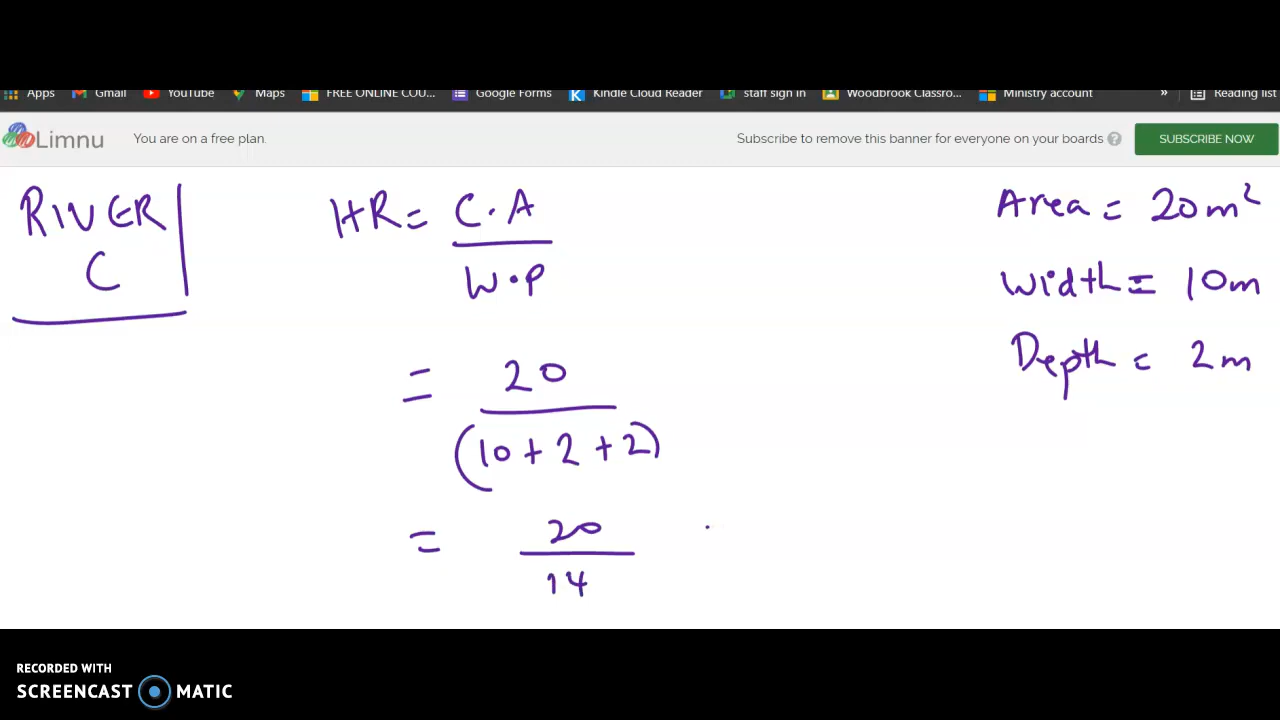 Apps Gmail YouTube Maps FREE ONLINE COU... Google Forms Kindle Cloud Reader staff sign in Woodbrook Classro... Ministry account » Reading list
Limnu You are on a free plan. Subscribe to remove this banner for everyone on your boards ? SUBSCRIBE NOW
RIVER
C
HR = C.A
W.P
= 20
(10 + 2 + 2)
= 20
14
Area = 20m²
Width = 10m
Depth = 2m
RECORDED WITH
SCREENCAST MATIC